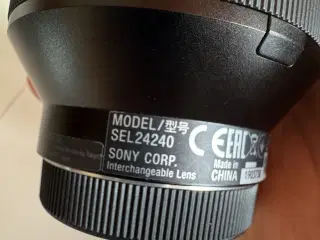 MODEL/型号
SEL24240
SONY CORP.
Interchangeable Lens
CE EAC
Made in
CHINA